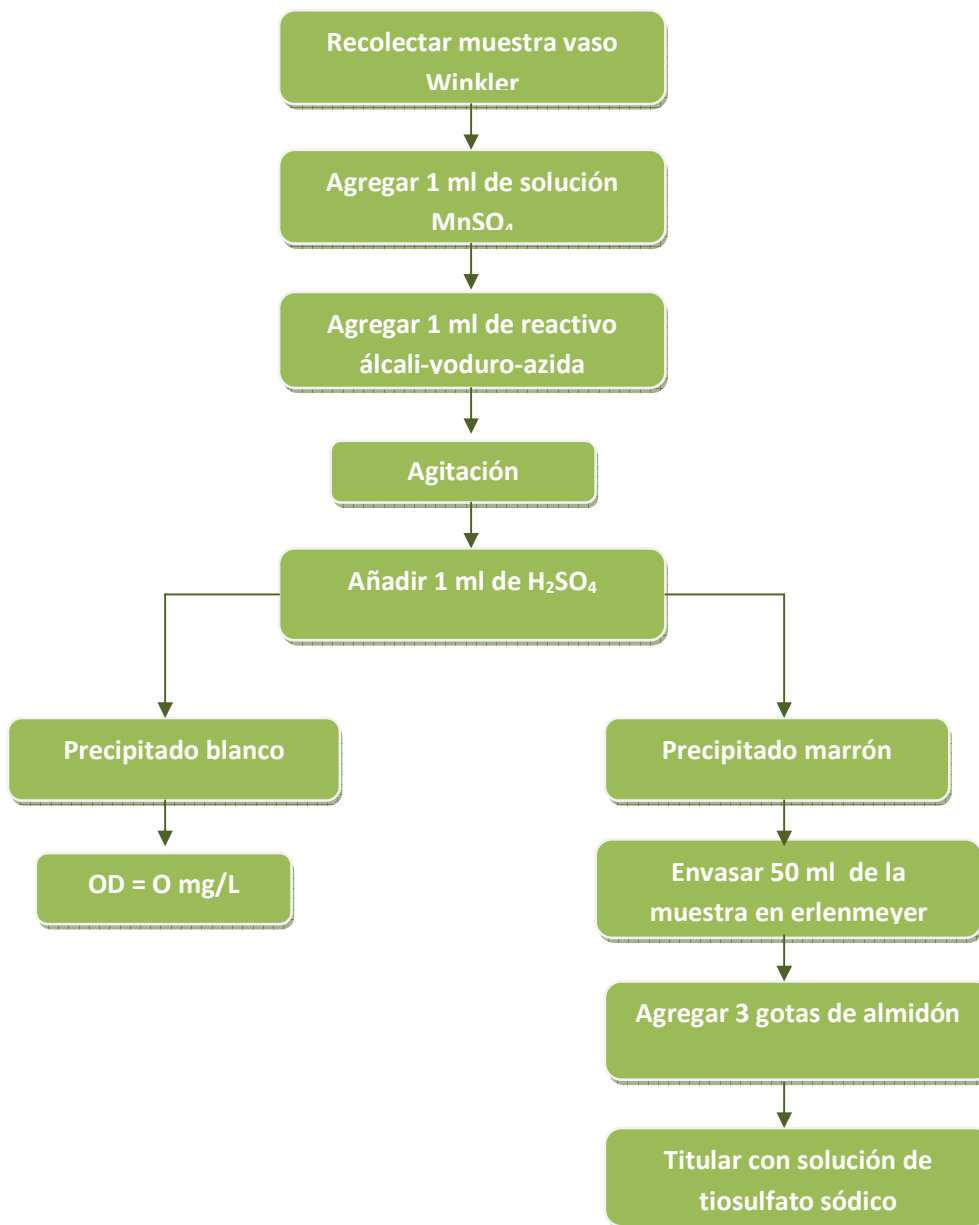 Recolectar muestra vaso
Winkler
Agregar 1 ml de solución
MnSO₄
Agregar 1 ml de reactivo
álcali-yoduro-azida
Agitación
Añadir 1 ml de H₂SO₄
Precipitado blanco
OD = O mg/L
Precipitado marrón
Envasar 50 ml de la
muestra en erlenmeyer
Agregar 3 gotas de almidón
Titular con solución de
tiosulfato sódico